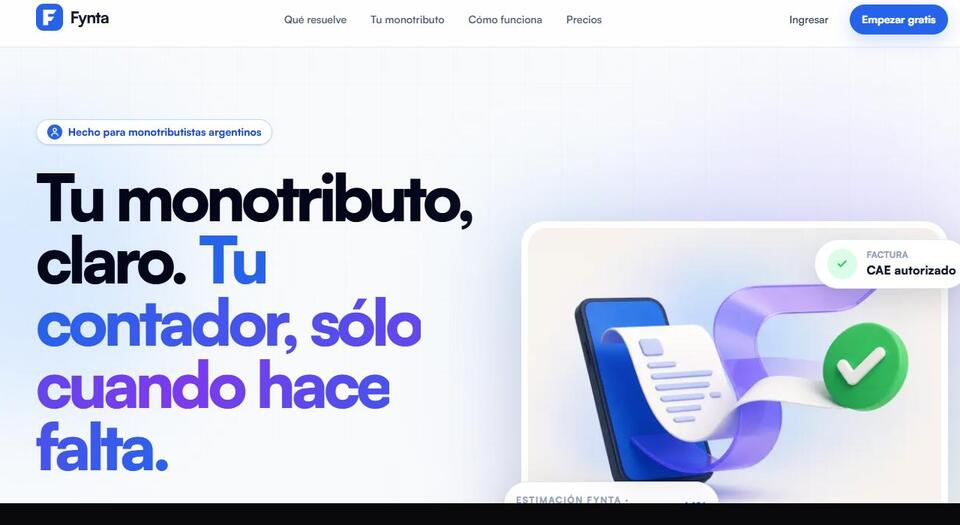 Fynta
Qué resuelve
Tu monotributo
Cómo funciona
Precios
Ingresar
Empezar gratis
Hecho para monotributistas argentinos
Tu monotributo,
claro. Tu
contador, sólo
cuando hace
falta.
FACTURA
CAE autorizado
ESTIMACIÓN FYNTA ·